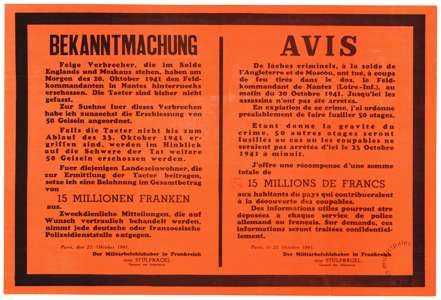 BEKANNTMACHUNG
Feige Verbrecher, die im Solde
Englands und Moskaus stehen, haben am
Morgen des 20. Oktober 1941 den Feld-
kommandanten in Nantes hinterruecks
erschossen. Die Taeter sind bisher nicht
gefasst.
Zur Suehne fuer dieses Verbrechen
habe ich zunaechst die Erschiessung von
50 Geiseln angeordnet.
Falls die Taeter nicht bis zum
Ablauf des 23. Oktober 1941 er-
griffen sind, werden im Hinblick
auf die Schwere der Tat weitere
50 Geiseln erschossen werden.
Fuer diejenigen Landeseinwohner, die
zur Ermittlung der Taeter beitragen,
setze ich eine Belohnung im Gesamtbetrag
von
15 MILLIONEN FRANKEN
aus.
Zweckdienliche Mitteilungen, die auf
Wunsch vertraulich behandelt werden,
nimmt jede deutsche oder franzoesische
Polizeidienststelle entgegen.
Paris, den 21. Oktober 1941.
Der Militärbefehlshaber in Frankreich
von STÜLPNAGEL
General der Infanterie
AVIS
De lâches criminels, à la solde de
l'Angleterre et de Moscou, ont tué, à coups
de feu tirés dans le dos, le Feld-
kommandant de Nantes (Loire-Inf.), au
matin du 20 Octobre 1941. Jusqu'ici les
assassins n'ont pas été arrêtés.
En expiation de ce crime, j'ai ordonné
préalablement de faire fusiller 50 otages.
Etant donné la gravité du
crime, 50 autres otages seront
fusillés au cas où les coupables ne
seraient pas arrêtés d'ici le 23 Octobre
1941 à minuit.
J'offre une récompense d'une somme
totale de
15 MILLIONS DE FRANCS
aux habitants du pays qui contribueraient
à la découverte des coupables.
Des informations utiles pourront être
déposées à chaque service de police
allemand ou français. Sur demande, ces
informations seront traitées confidentiel-
lement.
Paris, le 21 Octobre 1941.
Der Militärbefehlshaber in Frankreich
von STÜLPNAGEL
General der Infanterie